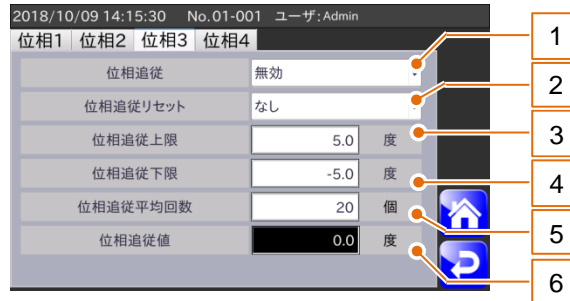 2018/10/09 14:15:30 No.01-001 ユーザ:Admin
位相1 位相2 位相3 位相4
位相追従 無効 1
位相追従リセット なし 2
位相追従上限 5.0 度 3
位相追従下限 -5.0 度 4
位相追従平均回数 20 個 5
位相追従値 0.0 度 6